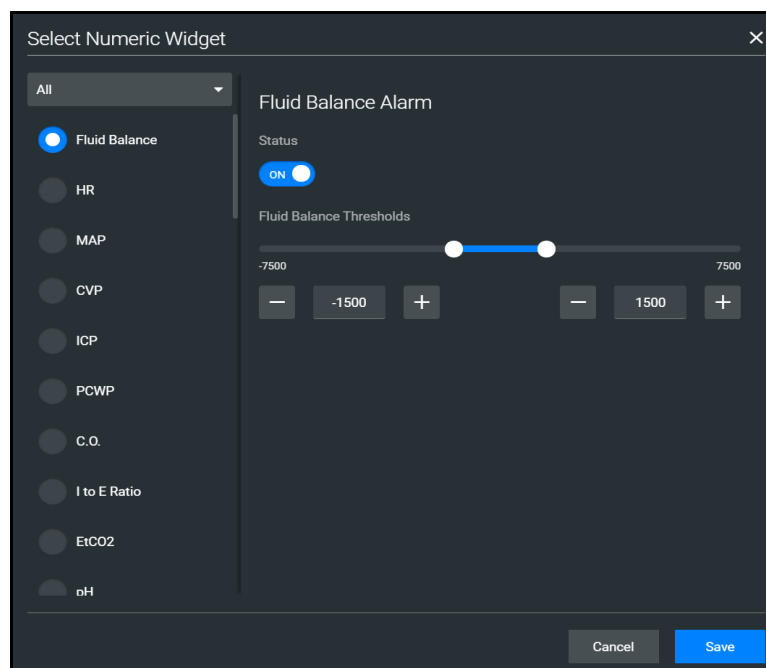 Select Numeric Widget
All
Fluid Balance
HR
MAP
CVP
ICP
PCWP
C.O.
I to E Ratio
EtCO2
pH
Fluid Balance Alarm
Status
ON
Fluid Balance Thresholds
-7500 7500
-1500 1500
Cancel Save